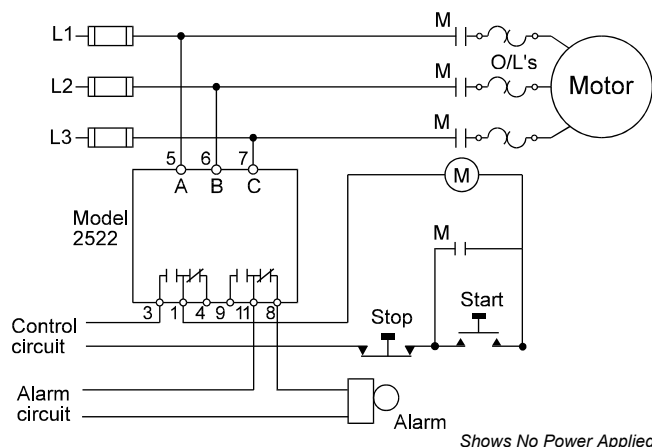 L1
M
L2
M
O/L's
Motor
L3
M
5
6
7
A
B
C
M
Model
2522
M
3
1
4
9
11
8
Control
circuit
Stop
Start
Alarm
circuit
Alarm
Shows No Power Applied